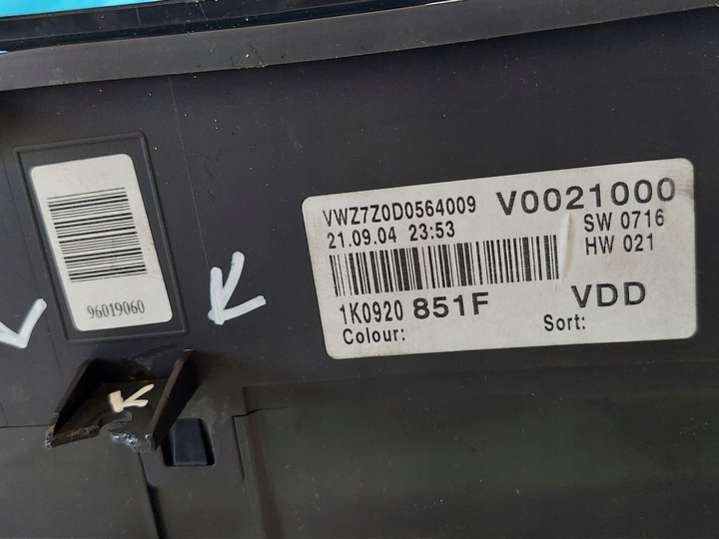 96019060
VWZ7Z0D0564009 V0021000
21.09.04 23:53 SW 0716
HW 021
1K0920 851F VDD
Colour: Sort: